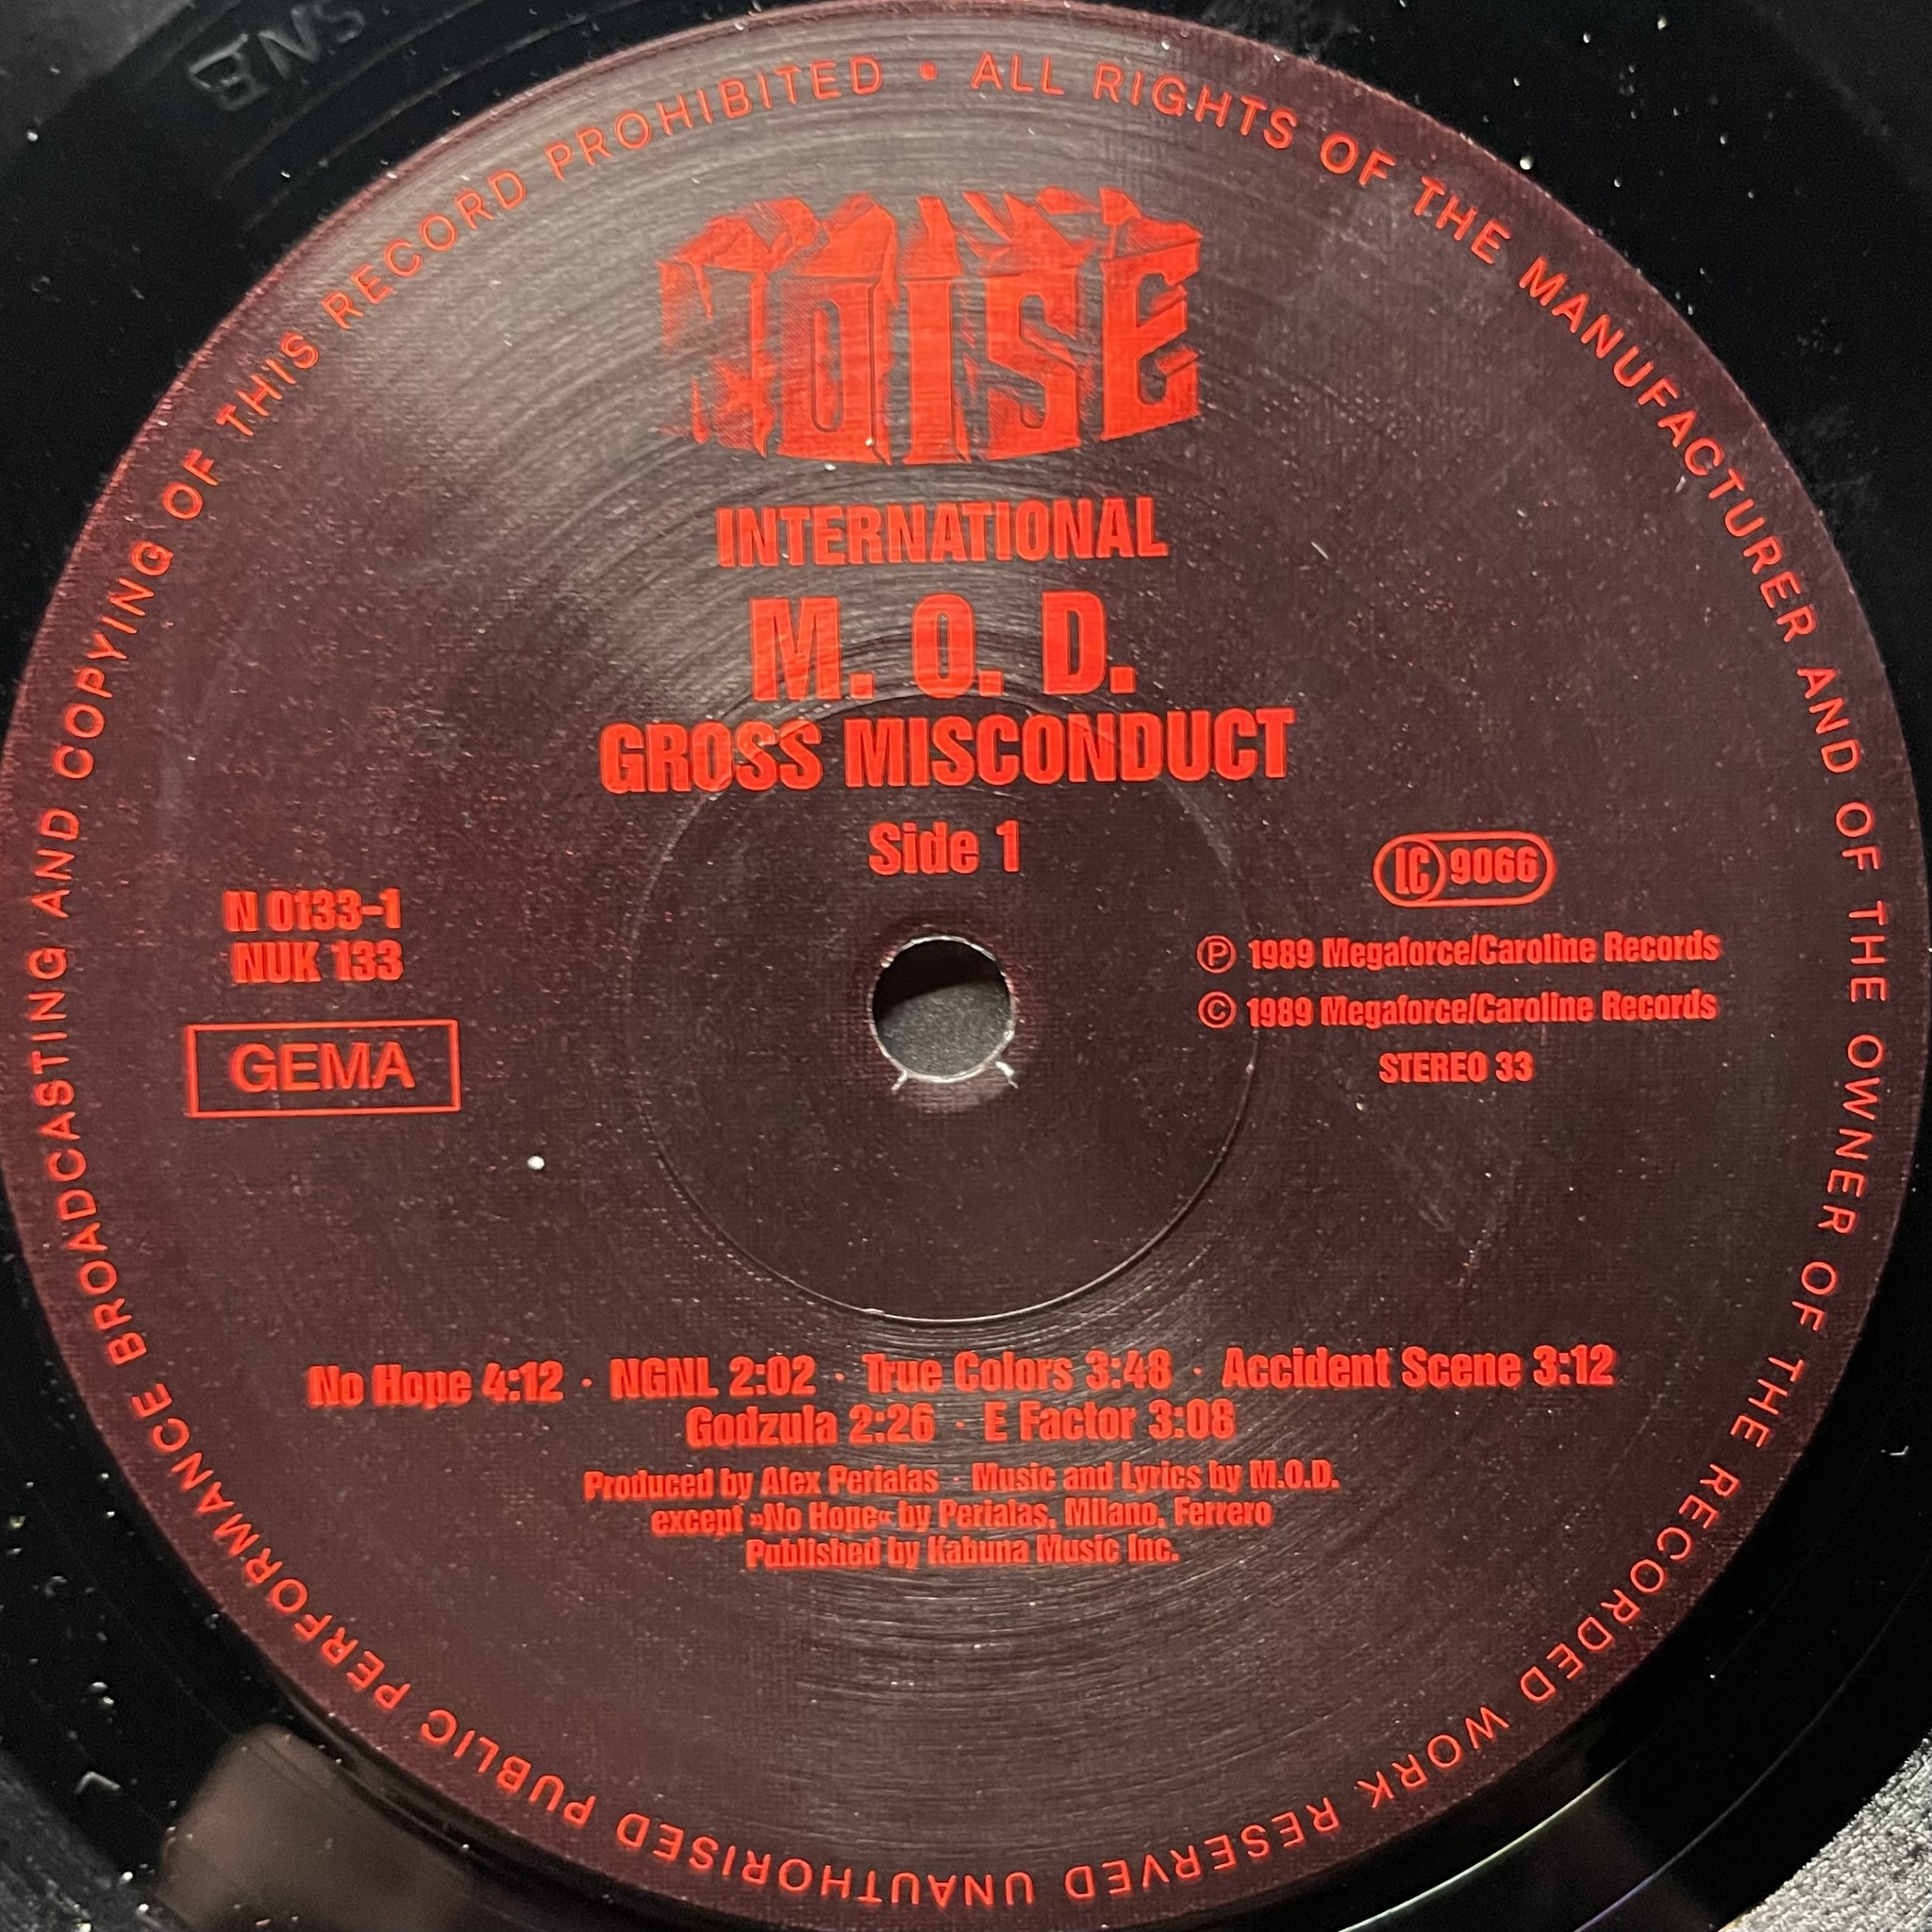 NOISE
INTERNATIONAL
M. O. D.
GROSS MISCONDUCT
Side 1
N 0133-1
NUK 133
GEMA
LC 9066
℗ 1989 Megaforce/Caroline Records
© 1989 Megaforce/Caroline Records
STEREO 33
No Hope 4:12 · NGNL 2:02 · True Colors 3:48 · Accident Scene 3:12
Godzula 2:26 · E Factor 3:08
Produced by Alex Perialas · Music and Lyrics by M.O.D.
except »No Hope« by Perialas, Milano, Ferrero
Published by Kabuna Music Inc.
ALL RIGHTS OF THE MANUFACTURER AND OF THE OWNER OF THE RECORDED WORK RESERVED UNAUTHORISED PUBLIC PERFORMANCE BROADCASTING AND COPYING OF THIS RECORD PROHIBITED •